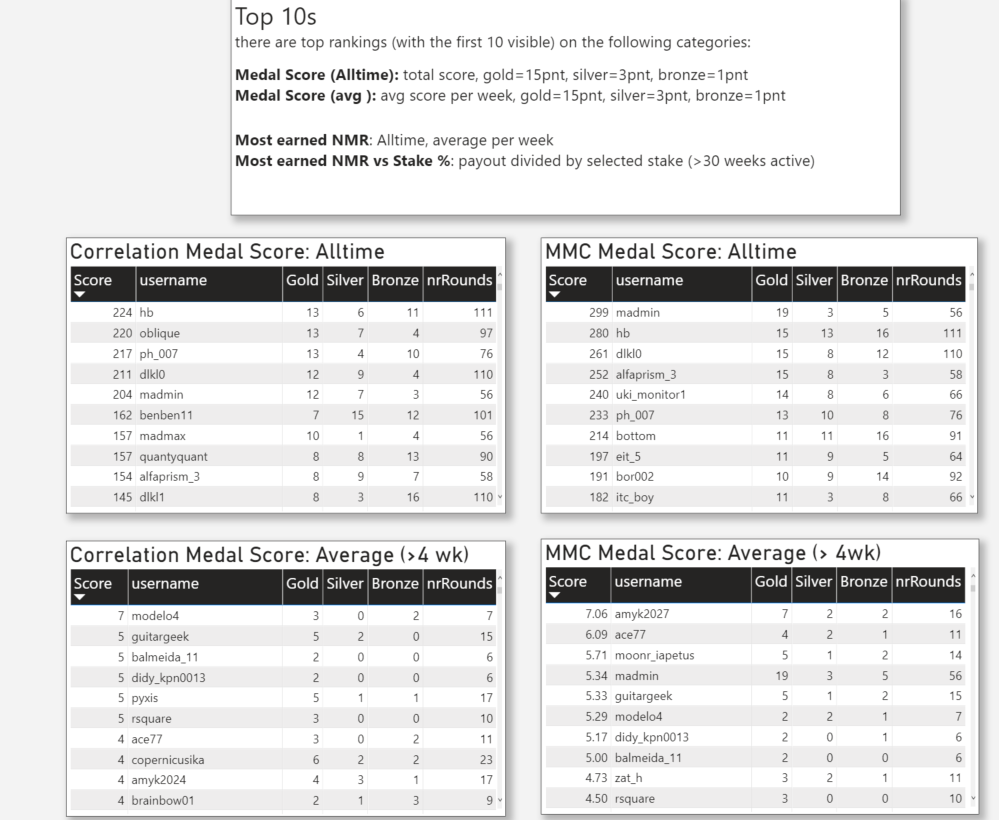 Top 10s
there are top rankings (with the first 10 visible) on the following categories:
Medal Score (Alltime): total score, gold=15pnt, silver=3pnt, bronze=1pnt
Medal Score (avg ): avg score per week, gold=15pnt, silver=3pnt, bronze=1pnt
Most earned NMR: Alltime, average per week
Most earned NMR vs Stake %: payout divided by selected stake (>30 weeks active)
Correlation Medal Score: Alltime
Score username Gold Silver Bronze nrRounds
224 hb 13 6 11 111
220 oblique 13 7 4 97
217 ph_007 13 4 10 76
211 dlkl0 12 9 4 110
204 madmin 12 7 3 56
162 benben11 7 15 12 101
157 madmax 10 1 4 56
157 quantyquant 8 8 13 90
154 alfaprism_3 8 9 7 58
145 dlkl1 8 3 16 110
MMC Medal Score: Alltime
Score username Gold Silver Bronze nrRounds
299 madmin 19 3 5 56
280 hb 15 13 16 111
261 dlkl0 15 8 12 110
252 alfaprism_3 15 8 3 58
240 uki_monitor1 14 8 6 66
233 ph_007 13 10 8 76
214 bottom 11 11 16 91
197 eit_5 11 9 5 64
191 bor002 10 9 14 92
182 itc_boy 11 3 8 66
Correlation Medal Score: Average (>4 wk)
Score username Gold Silver Bronze nrRounds
7 modelo4 3 0 2 7
5 guitargeek 5 2 0 15
5 balmeida_11 2 0 0 6
5 didy_kpn0013 2 0 0 6
5 pyxis 5 1 1 17
5 rsquare 3 0 0 10
4 ace77 3 0 2 11
4 copernicusika 6 2 2 23
4 amyk2024 4 3 1 17
4 brainbow01 2 1 3 9
MMC Medal Score: Average (> 4wk)
Score username Gold Silver Bronze nrRounds
7.06 amyk2027 7 2 2 16
6.09 ace77 4 2 1 11
5.71 moonr_iapetus 5 1 2 14
5.34 madmin 19 3 5 56
5.33 guitargeek 5 1 2 15
5.29 modelo4 2 2 1 7
5.17 didy_kpn0013 2 0 1 6
5.00 balmeida_11 2 0 0 6
4.73 zat_h 3 2 1 11
4.50 rsquare 3 0 0 10